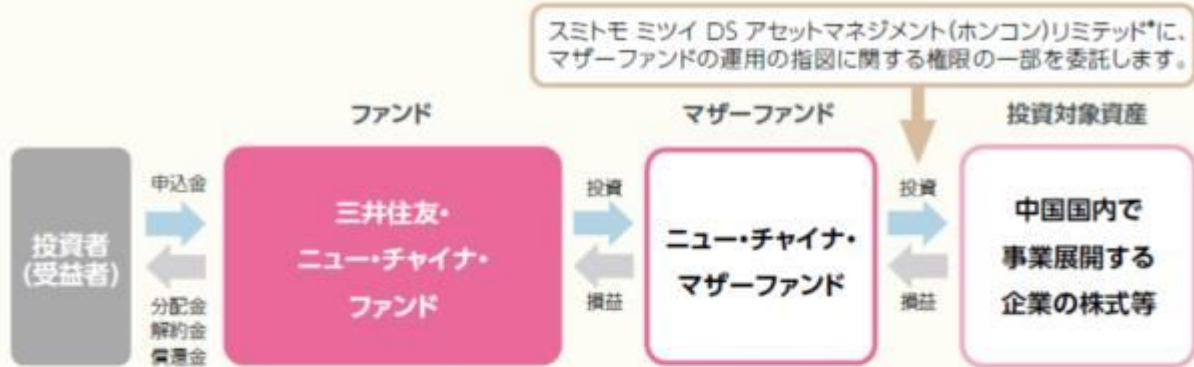 スミトモ ミツイ DS アセットマネジメント(ホンコン)リミテッド*に、
マザーファンドの運用の指図に関する権限の一部を委託します。
ファンド
マザーファンド
投資対象資産
投資者
(受益者)
申込金
分配金
解約金
償還金
三井住友・
ニュー・チャイナ・
ファンド
投資
損益
ニュー・チャイナ・
マザーファンド
投資
損益
中国国内で
事業展開する
企業の株式等